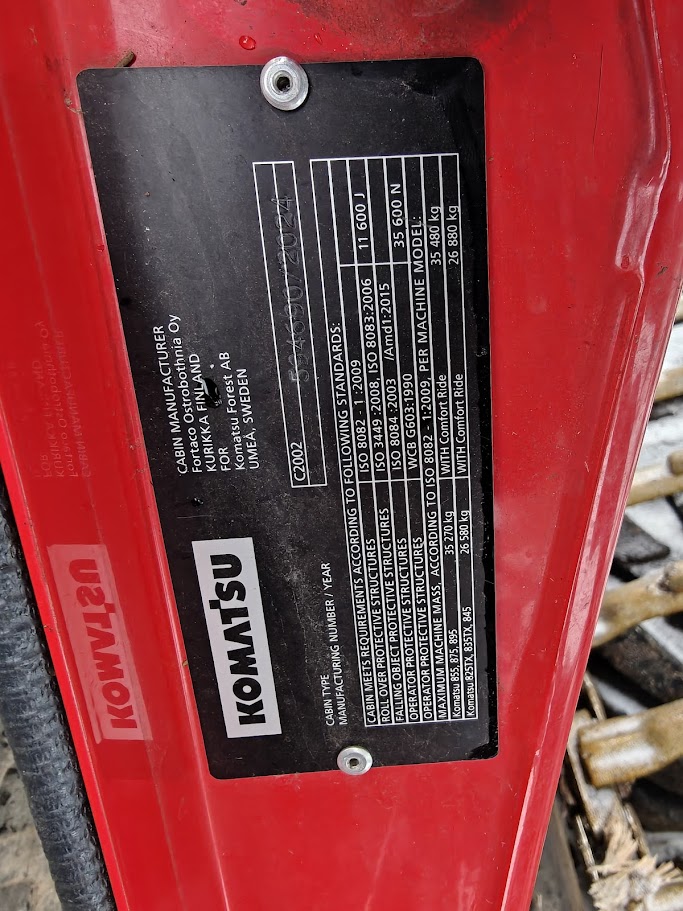 KOMATSU
CABIN MANUFACTURER
Fortaco Ostrobothnia Oy
KURIKKA FINLAND
FOR
Komatsu Forest AB
UMEÅ, SWEDEN
CABIN TYPE C2002
MANUFACTURING NUMBER / YEAR 594690/2024
CABIN MEETS REQUIREMENTS ACCORDING TO FOLLOWING STANDARDS:
ROLL OVER PROTECTIVE STRUCTURES ISO 8082 -1 :2009 11 600 J
FALLING OBJECT PROTECTIVE STRUCTURES ISO 3449 :2008, ISO 8083:2006
OPERATOR PROTECTIVE STRUCTURES ISO 8084 :2003 /Amd1:2015 35 600 N
OPERATOR PROTECTIVE STRUCTURES WCB G603:1990
MAXIMUM MACHINE MASS, ACCORDING TO ISO 8082 -1:2009, PER MACHINE MODEL:
Komatsu 855, 875, 895 35 270 kg WITH Comfort Ride 35 480 kg
Komatsu 825TX, 835TX, 845 26 580 kg WITH Comfort Ride 26 880 kg